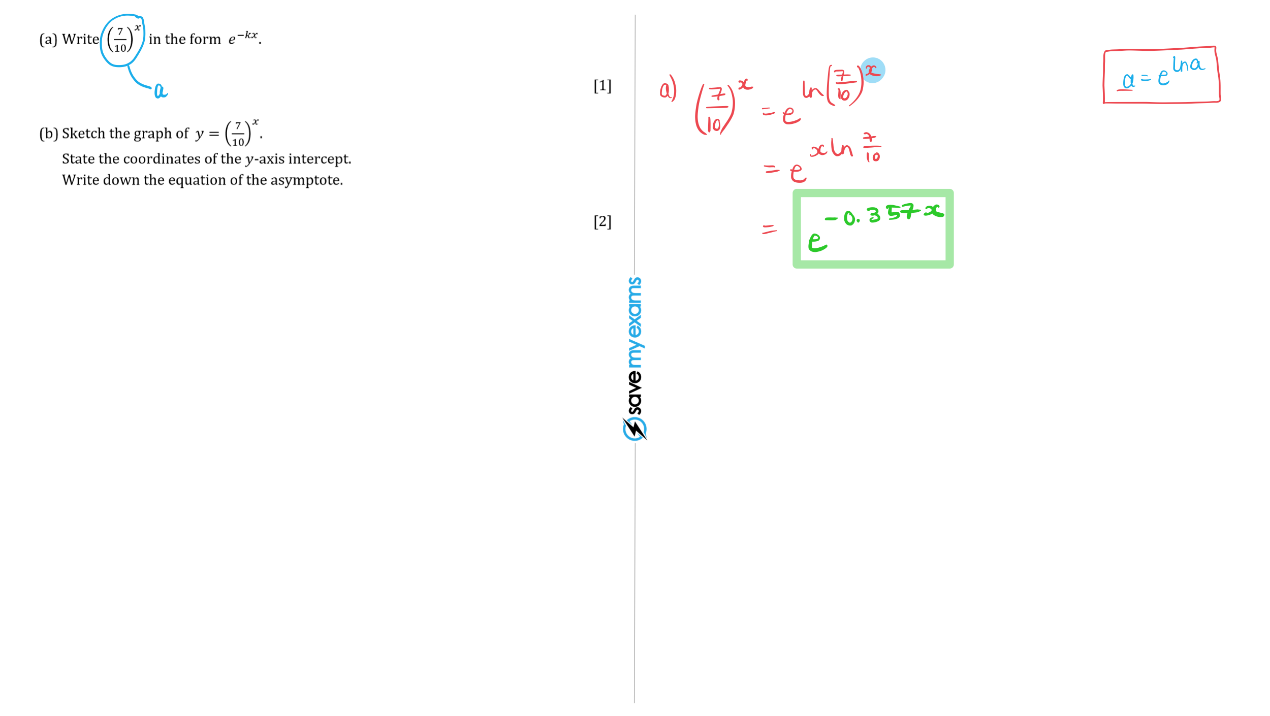 (a) Write (7/10)^x in the form e^{-kx}.
a
[1]
(b) Sketch the graph of y = (7/10)^x.
State the coordinates of the y-axis intercept.
Write down the equation of the asymptote.
[2]
save my exams
a) (7/10)^x = e^{ln(7/10)^x}
= e^{x ln 7/10}
= e^{-0.357x}
a = e^{ln a}